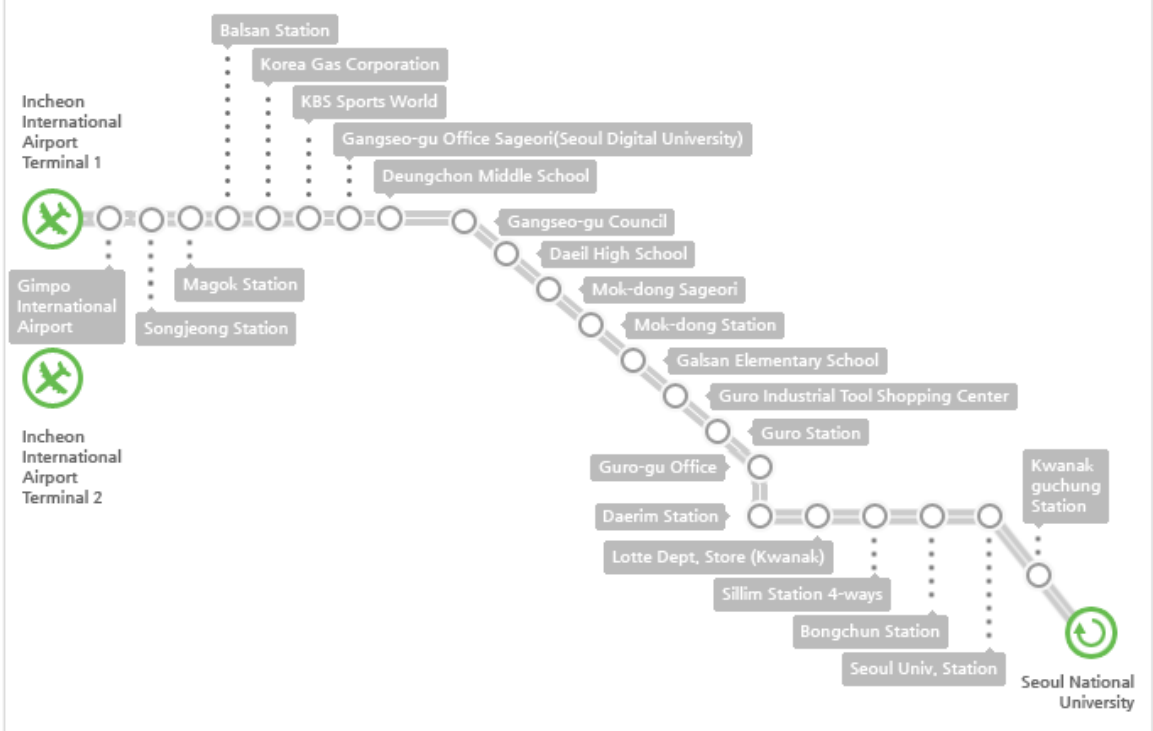 Balsan Station
Korea Gas Corporation
KBS Sports World
Gangseo-gu Office Sageori(Seoul Digital University)
Deungchon Middle School
Incheon
International
Airport
Terminal 1
Gangseo-gu Council
Daeil High School
Gimpo
International
Airport
Magok Station
Songjeong Station
Mok-dong Sageori
Mok-dong Station
Galsan Elementary School
Guro Industrial Tool Shopping Center
Guro Station
Incheon
International
Airport
Terminal 2
Guro-gu Office
Kwanak
guchung
Station
Daerim Station
Lotte Dept, Store (Kwanak)
Sillim Station 4-ways
Bongchun Station
Seoul Univ, Station
Seoul National
University